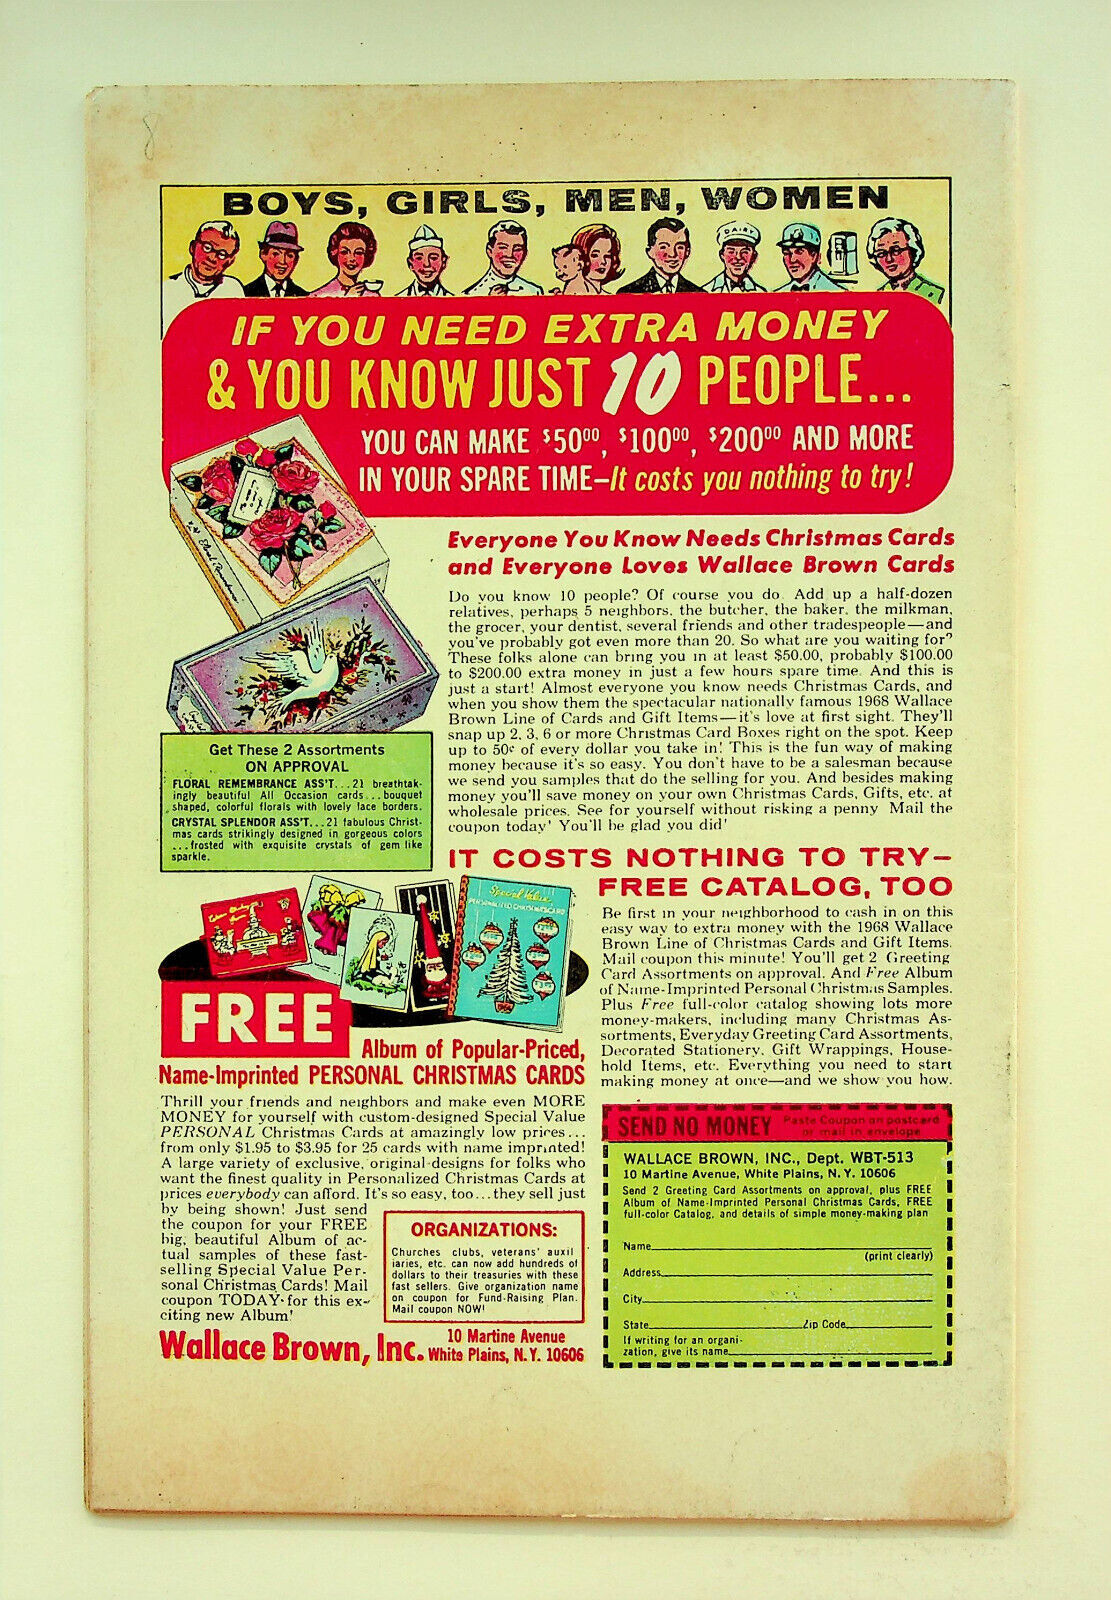 8
BOYS, GIRLS, MEN, WOMEN
DAIRY
IF YOU NEED EXTRA MONEY
& YOU KNOW JUST 10 PEOPLE...
YOU CAN MAKE $50.00, $100.00, $200.00 AND MORE
IN YOUR SPARE TIME—It costs you nothing to try!
Everyone You Know Needs Christmas Cards
and Everyone Loves Wallace Brown Cards
Do you know 10 people? Of course you do. Add up a half-dozen
relatives, perhaps 5 neighbors, the butcher, the baker, the milkman,
the grocer, your dentist, several friends and other tradespeople—and
you've probably got even more than 20. So what are you waiting for?
These folks alone can bring you in at least $50.00, probably $100.00
to $200.00 extra money in just a few hours spare time. And this is
just a start! Almost everyone you know needs Christmas Cards, and
when you show them the spectacular nationally famous 1968 Wallace
Brown Line of Cards and Gift Items—it's love at first sight. They'll
snap up 2, 3, 6 or more Christmas Card Boxes right on the spot. Keep
up to 50¢ of every dollar you take in! This is the fun way of making
money because it's so easy. You don't have to be a salesman because
we send you samples that do the selling for you. And besides making
money you'll save money on your own Christmas Cards, Gifts, etc. at
wholesale prices. See for yourself without risking a penny Mail the
coupon today! You'll be glad you did!
Get These 2 Assortments
ON APPROVAL
FLORAL REMEMBRANCE ASS'T...21 breathtak-
ingly beautiful All Occasion cards...bouquet
shaped, colorful florals with lovely lace borders.
CRYSTAL SPLENDOR ASS'T...21 fabulous Christ-
mas cards strikingly designed in gorgeous colors
...frosted with exquisite crystals of gem like
sparkle.
IT COSTS NOTHING TO TRY—
FREE CATALOG, TOO
Be first in your neighborhood to cash in on this
easy way to extra money with the 1968 Wallace
Brown Line of Christmas Cards and Gift Items.
Mail coupon this minute! You'll get 2 Greeting
Card Assortments on approval. And Free Album
of Name-Imprinted Personal Christmas Samples.
Plus Free full-color catalog showing lots more
money-makers, including many Christmas As-
sortments, Everyday Greeting Card Assortments,
Decorated Stationery, Gift Wrappings, House-
hold Items, etc. Everything you need to start
making money at once—and we show you how.
Special Value
PERSONALIZED CHRISTMAS CARD
FREE
Album of Popular-Priced,
Name-Imprinted PERSONAL CHRISTMAS CARDS
Thrill your friends and neighbors and make even MORE
MONEY for yourself with custom-designed Special Value
PERSONAL Christmas Cards at amazingly low prices...
from only $1.95 to $3.95 for 25 cards with name imprinted!
A large variety of exclusive, original designs for folks who
want the finest quality in Personalized Christmas Cards at
prices everybody can afford. It's so easy, too...they sell just
by being shown! Just send
the coupon for your FREE
big, beautiful Album of ac-
tual samples of these fast-
selling Special Value Per-
sonal Christmas Cards! Mail
coupon TODAY for this ex-
citing new Album!
ORGANIZATIONS:
Churches clubs, veterans' auxil
iaries, etc. can now add hundreds of
dollars to their treasuries with these
fast sellers. Give organization name
on coupon for Fund-Raising Plan.
Mail coupon NOW!
Wallace Brown, Inc. 10 Martine Avenue
White Plains, N.Y. 10606
SEND NO MONEY Paste Coupon on postcard
or mail in envelope
WALLACE BROWN, INC., Dept. WBT-513
10 Martine Avenue, White Plains, N. Y. 10606
Send 2 Greeting Card Assortments on approval, plus FREE
Album of Name-Imprinted Personal Christmas Cards, FREE
full-color Catalog, and details of simple money-making plan
Name
(print clearly)
Address
City
State Zip Code
If writing for an organi-
zation, give its name